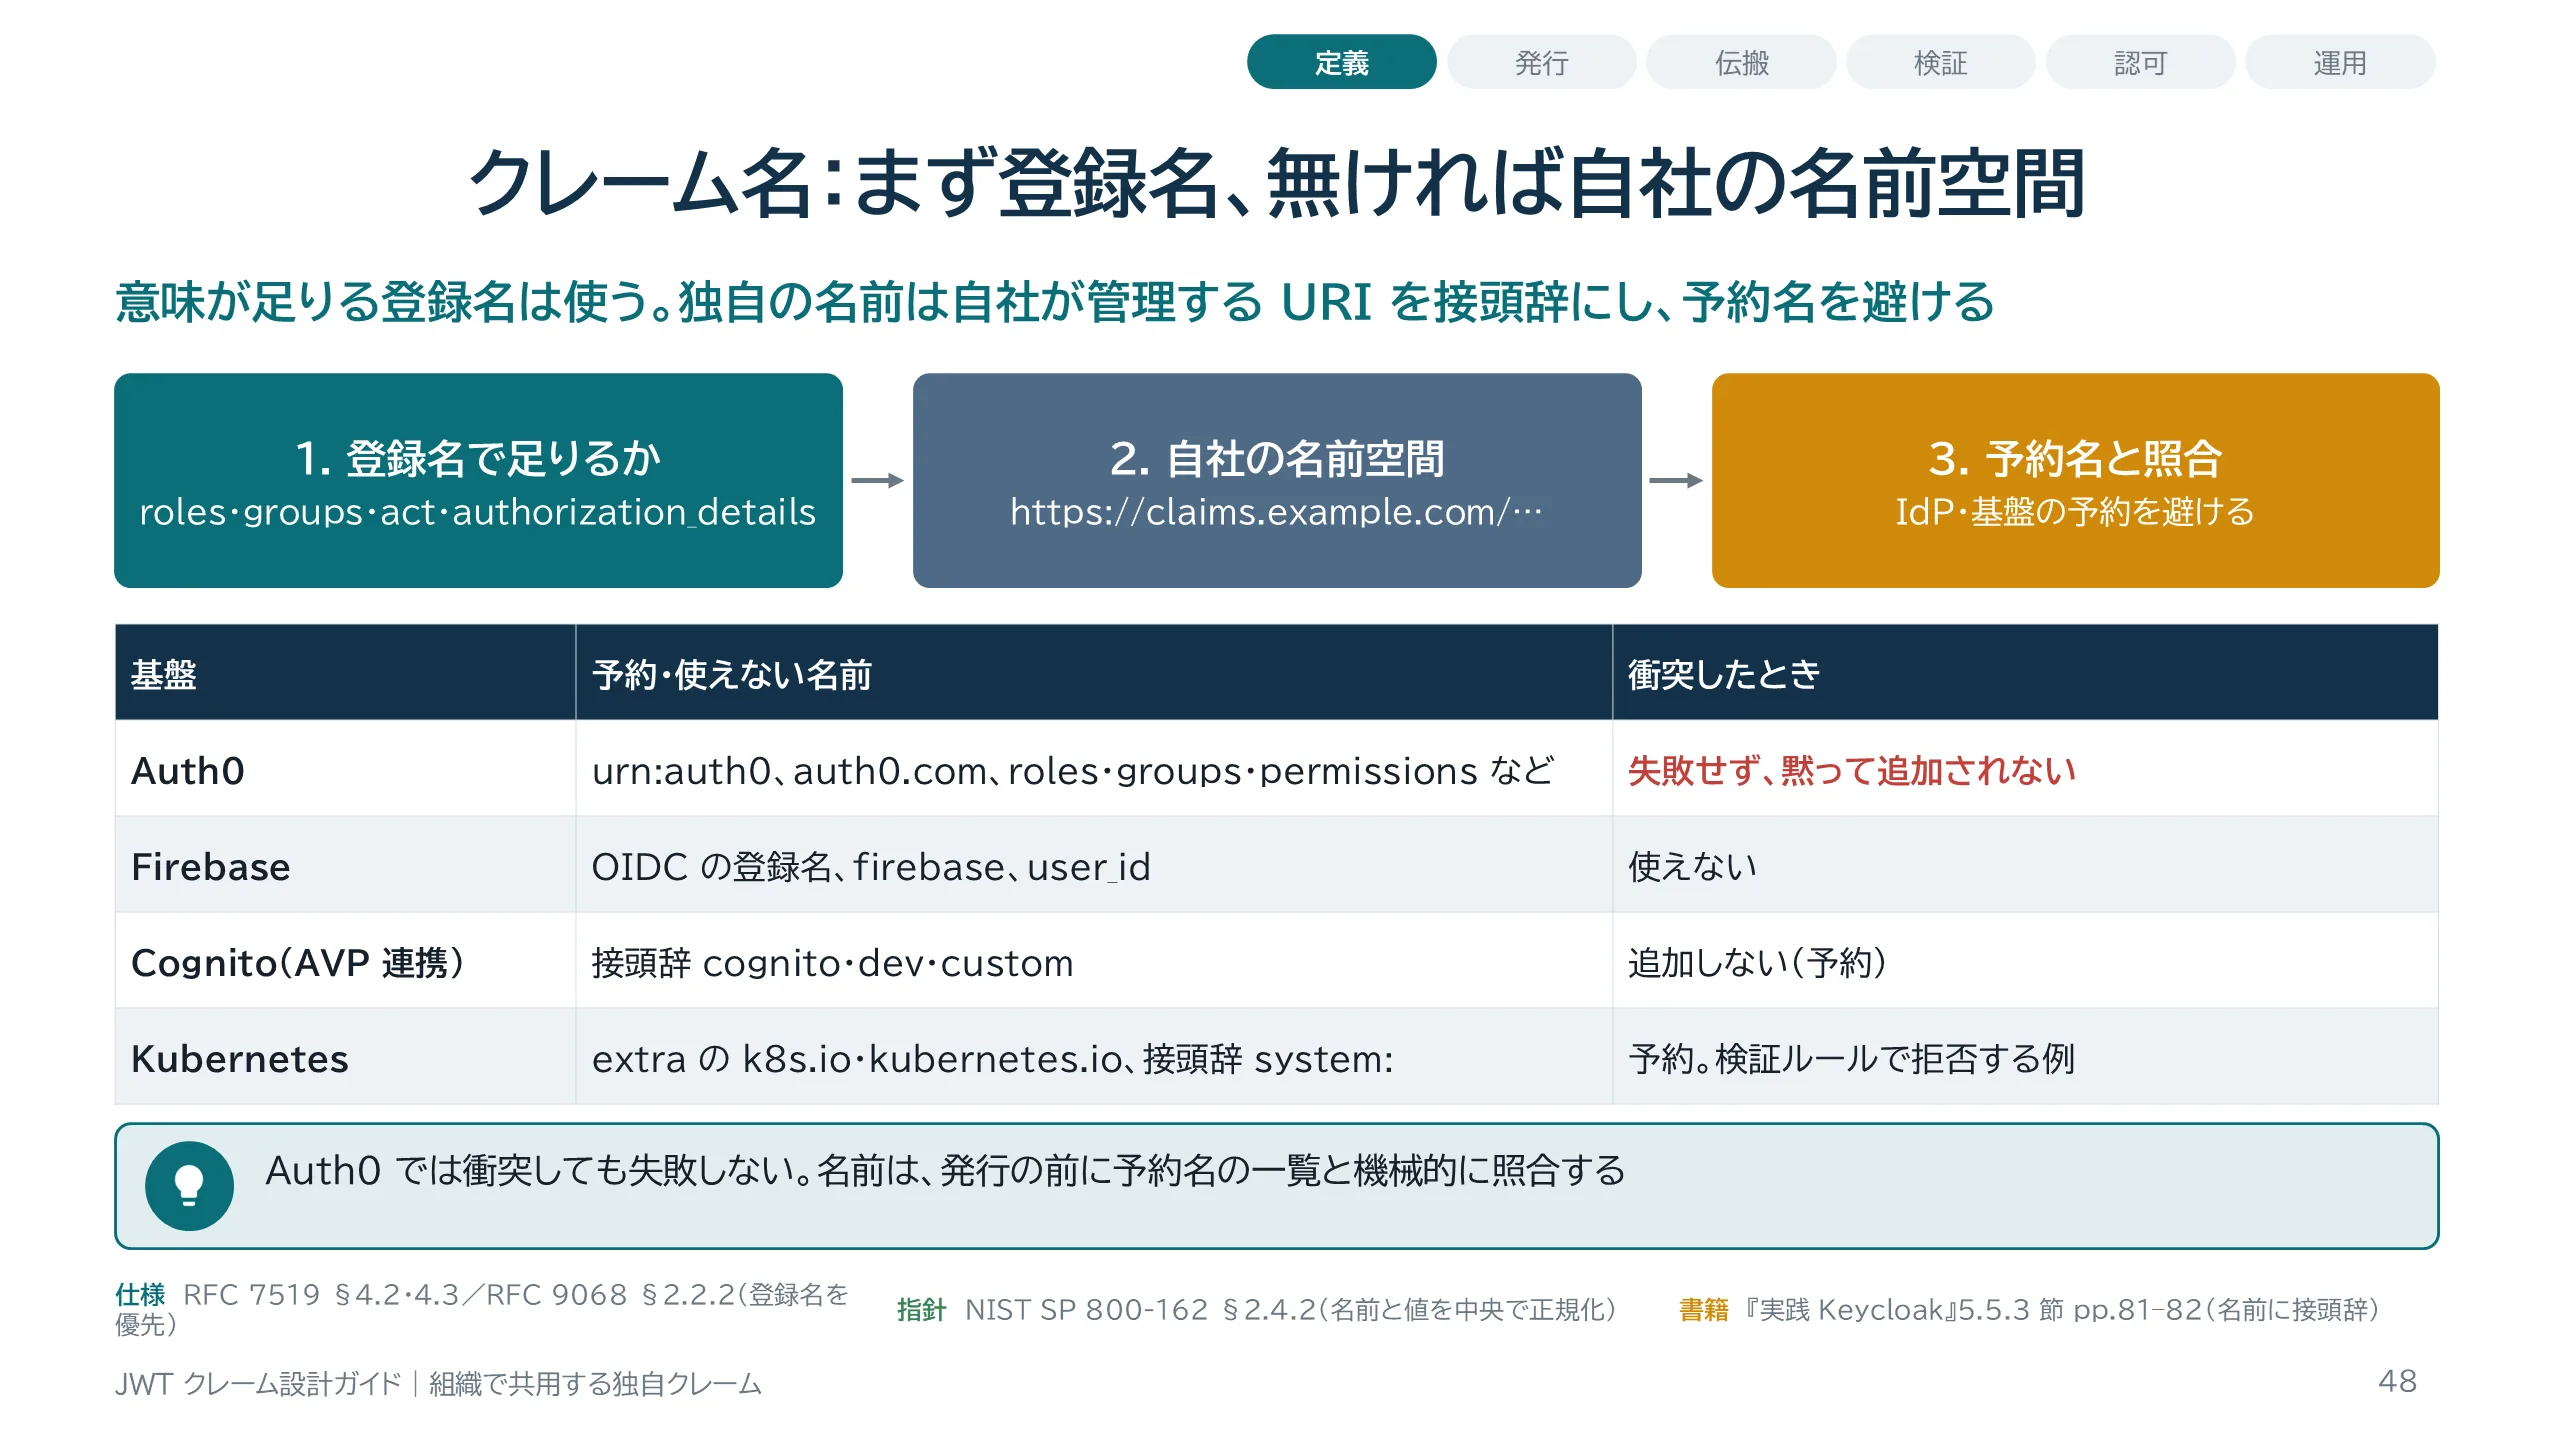 定義
発行
伝搬
検証
認可
運用
クレーム名：まず登録名、無ければ自社の名前空間
意味が足りる登録名は使う。独自の名前は自社が管理する URI を接頭辞にし、予約名を避ける
1. 登録名で足りるか
roles・groups・act・authorization_details
2. 自社の名前空間
https://claims.example.com/…
3. 予約名と照合
IdP・基盤の予約を避ける
基盤
予約・使えない名前
衝突したとき
Auth0
urn:auth0、auth0.com、roles・groups・permissions など
失敗せず、黙って追加されない
Firebase
OIDC の登録名、firebase、user_id
使えない
Cognito（AVP 連携）
接頭辞 cognito・dev・custom
追加しない（予約）
Kubernetes
extra の k8s.io・kubernetes.io、接頭辞 system:
予約。検証ルールで拒否する例
Auth0 では衝突しても失敗しない。名前は、発行の前に予約名の一覧と機械的に照合する
仕様 RFC 7519 §4.2・4.3／RFC 9068 §2.2.2（登録名を
優先）
指針 NIST SP 800-162 §2.4.2（名前と値を中央で正規化）
書籍 『実践 Keycloak』5.5.3 節 pp.81–82（名前に接頭辞）
JWT クレーム設計ガイド｜組織で共用する独自クレーム
48